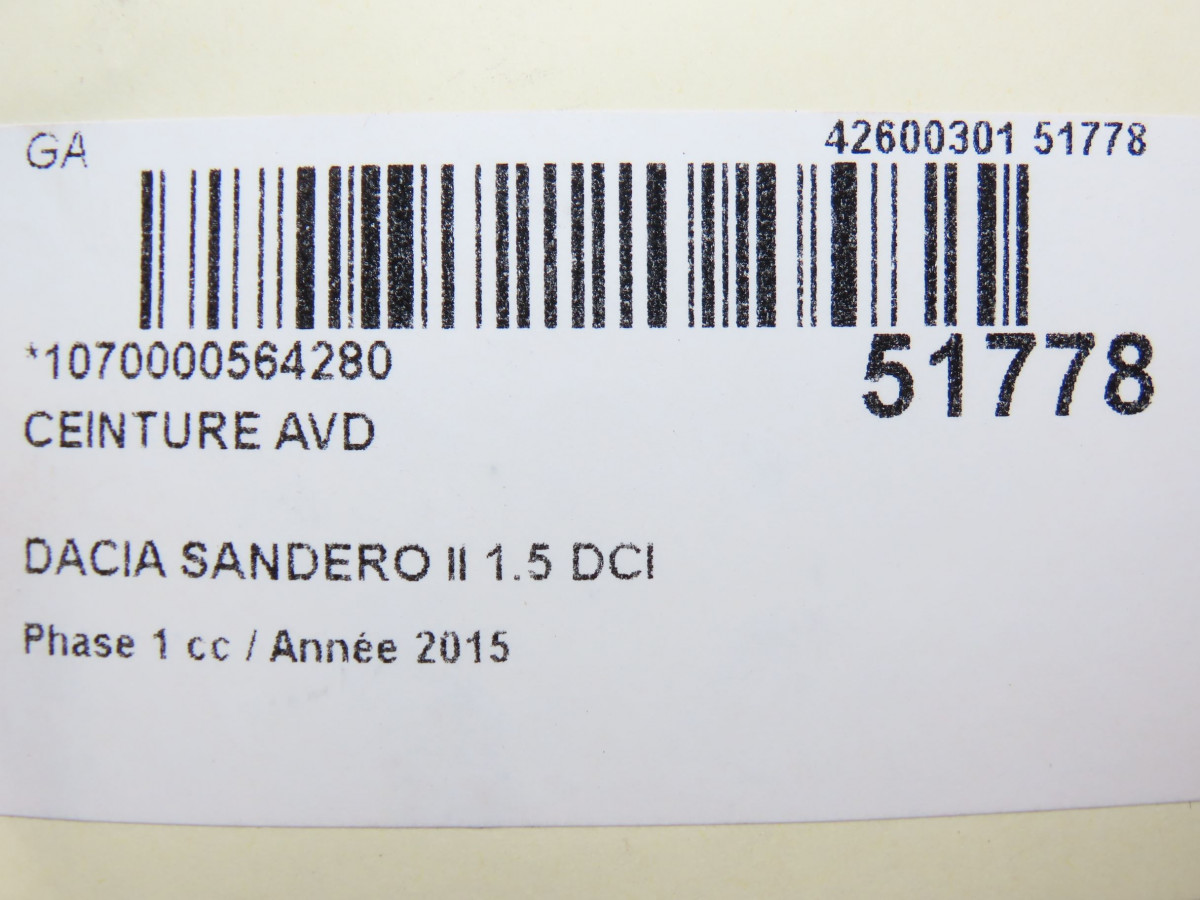 GA
42600301 51778
*1070000564280
51778
CEINTURE AVD
DACIA SANDERO II 1.5 DCI
Phase 1 cc / Année 2015